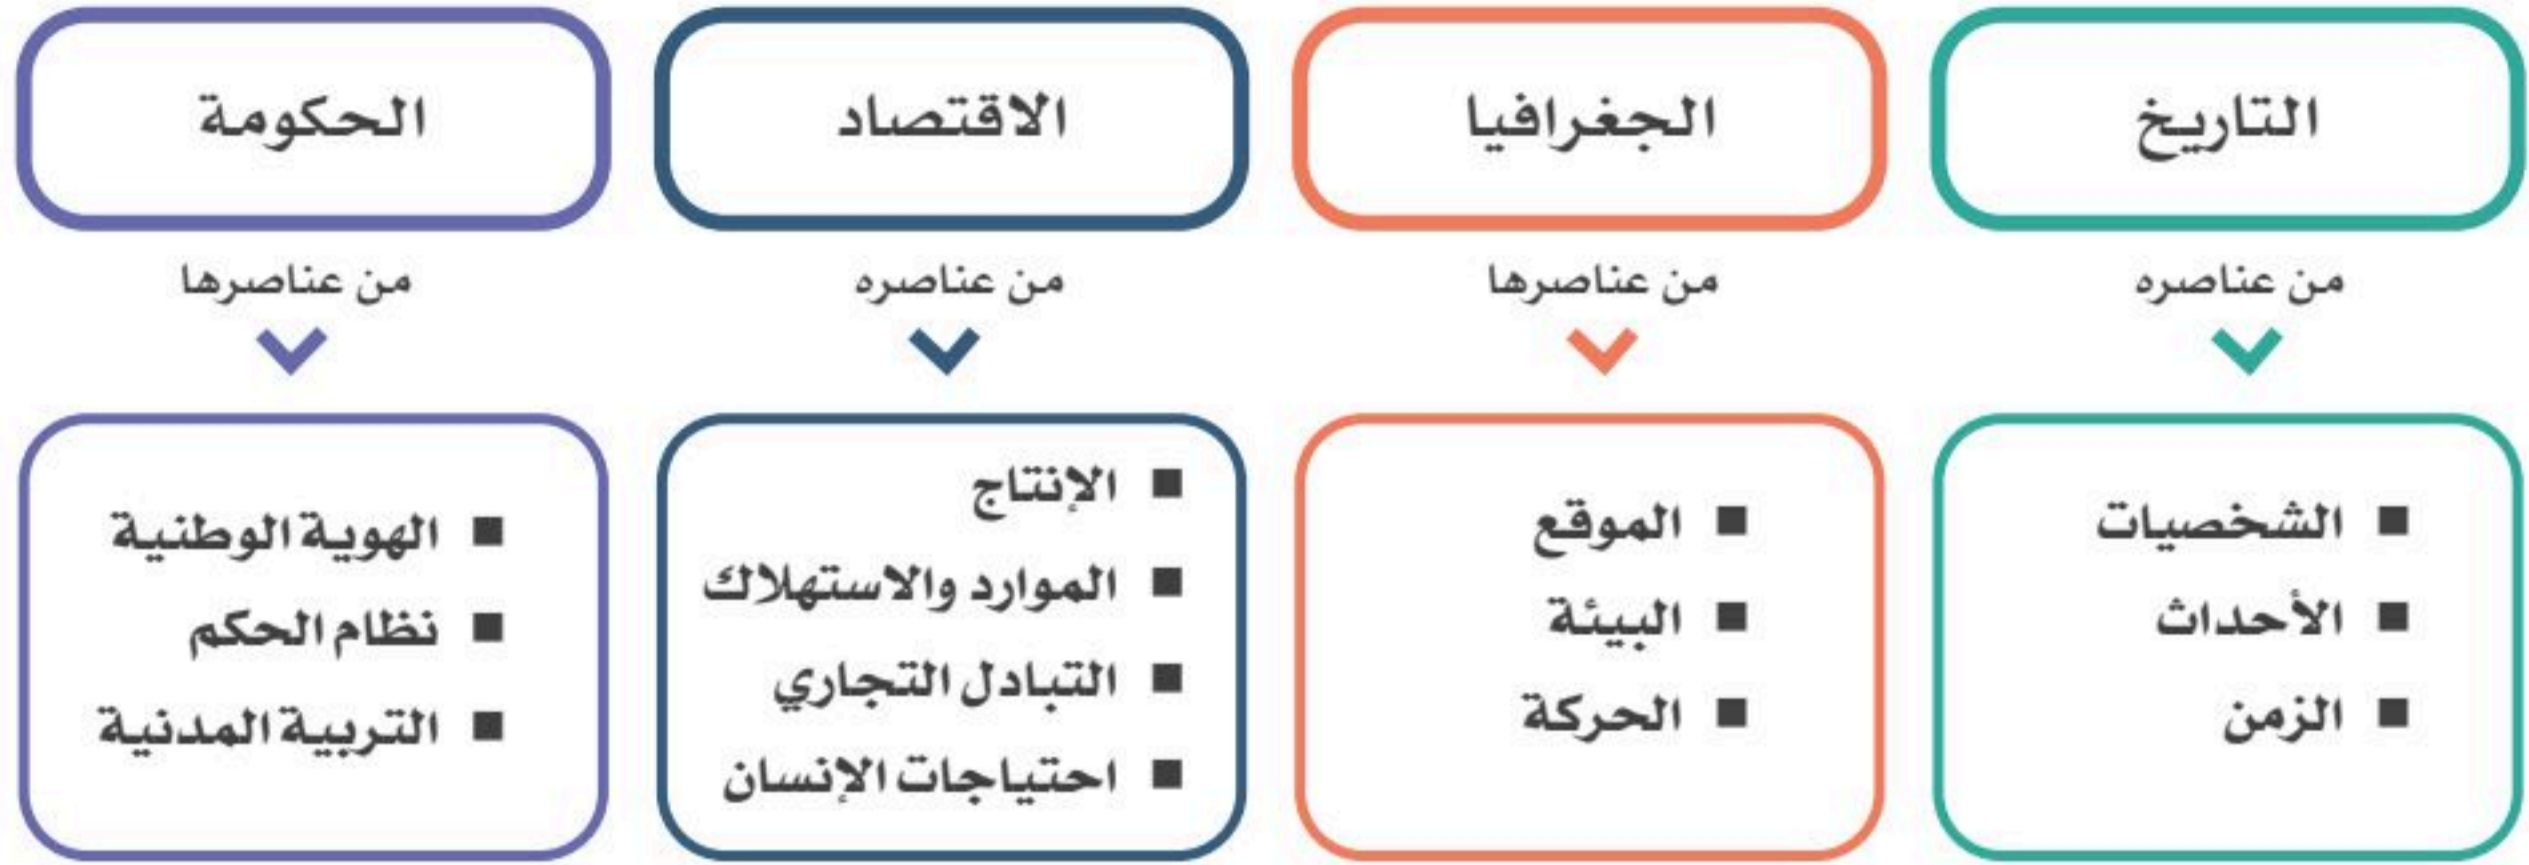 التاريخ
من عناصره
الشخصيات
الأحداث
الزمن
الجغرافيا
من عناصرها
الموقع
البيئة
الحركة
الاقتصاد
من عناصره
الإنتاج
الموارد والاستهلاك
التبادل التجاري
احتياجات الإنسان
الحكومة
من عناصرها
الهوية الوطنية
نظام الحكم
التربية المدنية